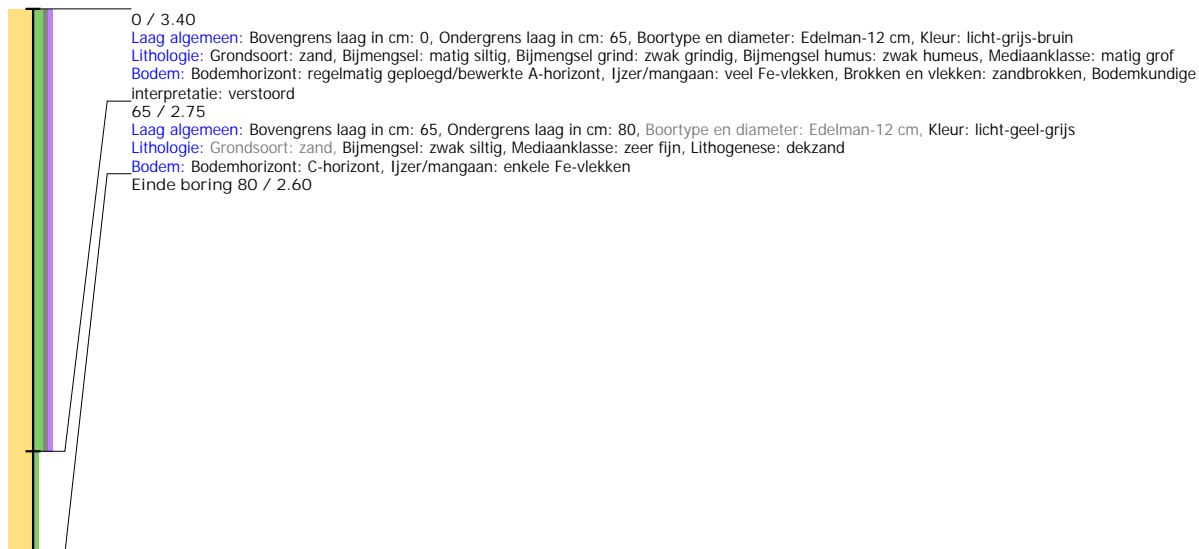 0 / 3.40
Laag algemeen: Bovengrens laag in cm: 0, Ondergrens laag in cm: 65, Boortype en diameter: Edelman-12 cm, Kleur: licht-grijs-bruin
Lithologie: Grondsoort: zand, Bijmengsel: matig siltig, Bijmengsel grind: zwak grindig, Bijmengsel humus: zwak humeus, Mediaanklasse: matig grof
Bodem: Bodemhorizont: regelmatig geploegd/bewerkte A-horizont, Ijzer/mangaan: veel Fe-vlekken, Brokken en vlekken: zandbrokken, Bodemkundige
interpretatie: verstoord
65 / 2.75
Laag algemeen: Bovengrens laag in cm: 65, Ondergrens laag in cm: 80, Boortype en diameter: Edelman-12 cm, Kleur: licht-geel-grijs
Lithologie: Grondsoort: zand, Bijmengsel: zwak siltig, Mediaanklasse: zeer fijn, Lithogenese: dekzand
Bodem: Bodemhorizont: C-horizont, Ijzer/mangaan: enkele Fe-vlekken
Einde boring 80 / 2.60